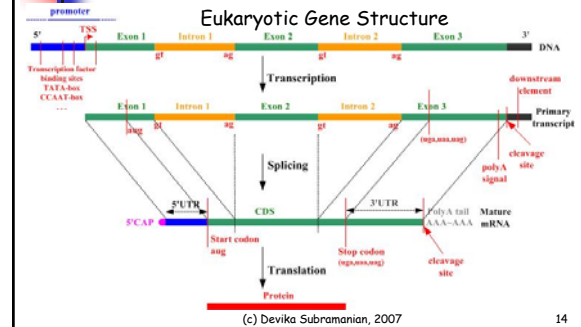 promoter
Eukaryotic Gene Structure
5'
TSS
Exon 1
Intron 1
Exon 2
Intron 2
Exon 3
3'
DNA
gt
ag
gt
ag
Transcription factor
binding sites
TATA-box
CCAAT-box
...
Transcription
downstream
element
Exon 1
Intron 1
Exon 2
Intron 2
Exon 3
Primary
transcript
aug
gt
ag
gt
ag
(uga,uaa,uag)
cleavage
site
polyA
signal
Splicing
5'UTR
CDS
3'UTR
PolyA tail
Mature
mRNA
5'CAP
AAA~AAA
Start codon
aug
Stop codon
(uga,uaa,uag)
cleavage
site
Translation
Protein
(c) Devika Subramanian, 2007
14